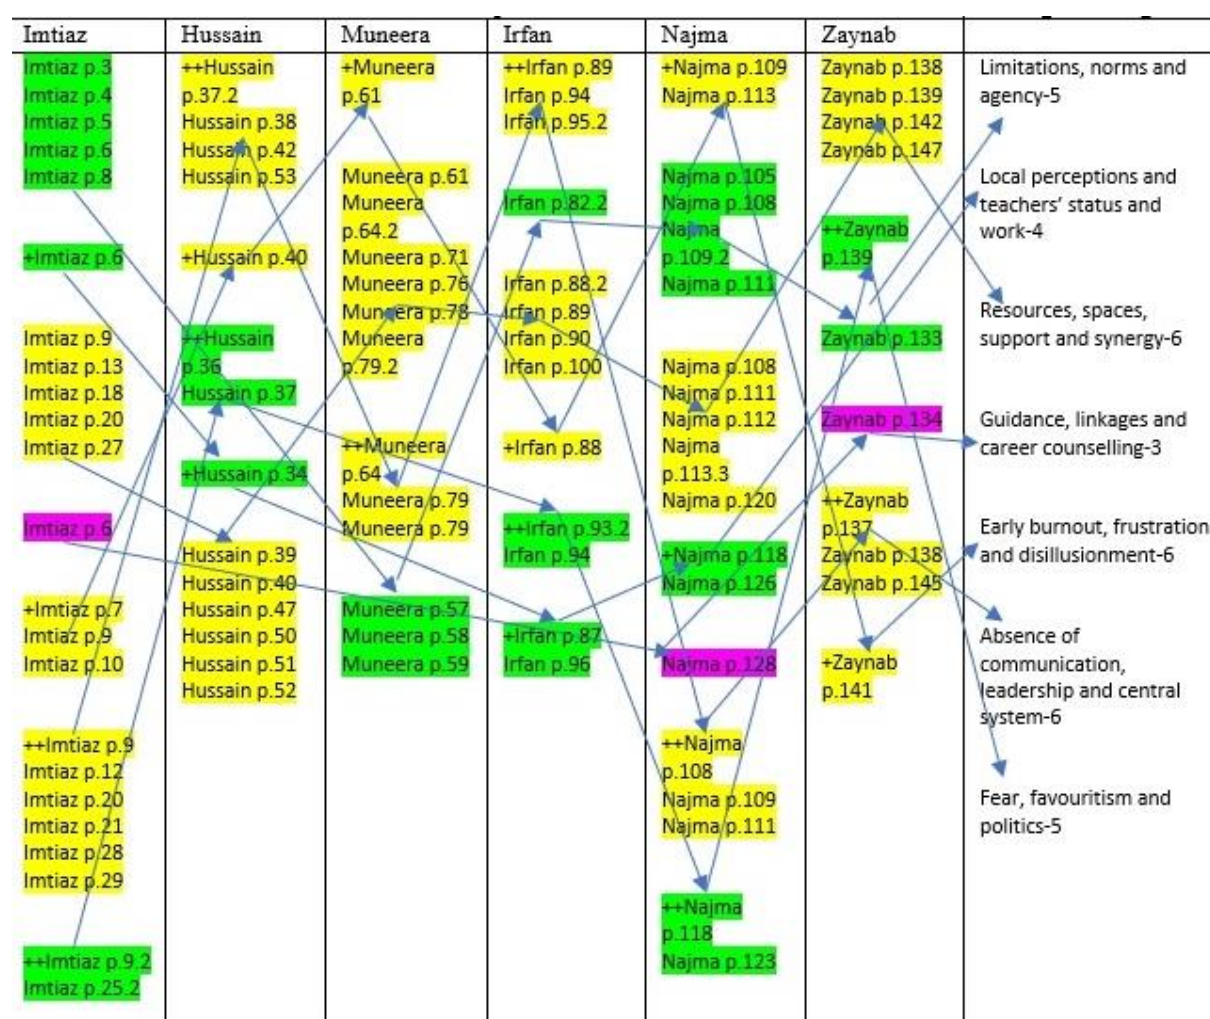 Imtiaz
Imtiaz p.3
Imtiaz p.4
Imtiaz p.5
Imtiaz p.6
Imtiaz p.8
+Imtiaz p.6
Imtiaz p.9
Imtiaz p.13
Imtiaz p.18
Imtiaz p.20
Imtiaz p.27
Imtiaz p.6
+Imtiaz p.7
Imtiaz p.9
Imtiaz p.10
++Imtiaz p.9
Imtiaz p.12
Imtiaz p.20
Imtiaz p.21
Imtiaz p.28
Imtiaz p.29
++Imtiaz p.9.2
Imtiaz p.25.2
Hussain
++Hussain
p.37.2
Hussain p.38
Hussain p.42
Hussain p.53
+Hussain p.40
++Hussain
p.36
Hussain p.37
+Hussain p.34
Hussain p.39
Hussain p.40
Hussain p.47
Hussain p.50
Hussain p.51
Hussain p.52
Muneera
+Muneera
p.61
Muneera p.61
Muneera
p.64.2
Muneera p.71
Muneera p.76
Muneera p.78
Muneera
p.79.2
++Muneera
p.64
Muneera p.79
Muneera p.79
Muneera p.57
Muneera p.58
Muneera p.59
Irfan
++Irfan p.89
Irfan p.94
Irfan p.95.2
Irfan p.82.2
Irfan p.88.2
Irfan p.89
Irfan p.90
Irfan p.100
+Irfan p.88
++Irfan p.93.2
Irfan p.94
+Irfan p.87
Irfan p.96
Najma
+Najma p.109
Najma p.113
Najma p.105
Najma p.108
Najma
p.109.2
Najma p.111
Najma p.108
Najma p.111
Najma p.112
Najma
p.113.3
Najma p.120
+Najma p.118
Najma p.126
Najma p.128
++Najma
p.108
Najma p.109
Najma p.111
++Najma
p.118
Najma p.123
Zaynab
Zaynab p.138
Zaynab p.139
Zaynab p.142
Zaynab p.147
++Zaynab
p.139
Zaynab p.133
Zaynab p.134
++Zaynab
p.137
Zaynab p.138
Zaynab p.145
+Zaynab
p.141
Limitations, norms and
agency-5
Local perceptions and
teachers' status and
work-4
Resources, spaces,
support and synergy-6
Guidance, linkages and
career counselling-3
Early burnout, frustration
and disillusionment-6
Absence of
communication,
leadership and central
system-6
Fear, favouritism and
politics-5